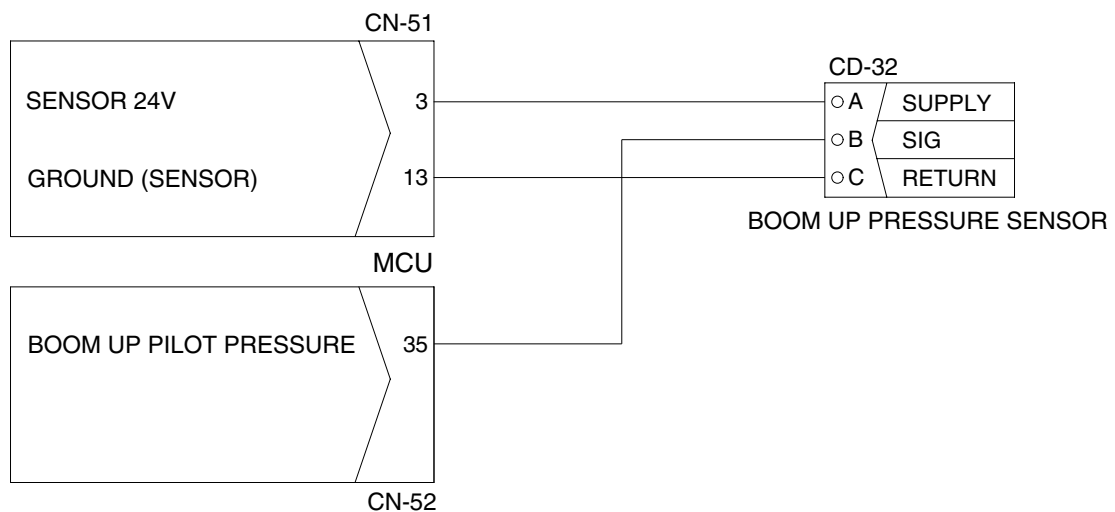 CN-51
SENSOR 24V
3
GROUND (SENSOR)
13
MCU
BOOM UP PILOT PRESSURE
35
CN-52
CD-32
A SUPPLY
B SIG
C RETURN
BOOM UP PRESSURE SENSOR